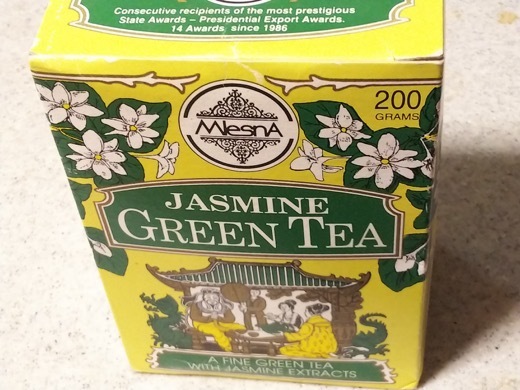 Consecutive recipients of the most prestigious
State Awards – Presidential Export Awards.
14 Awards, since 1986
MlesnA
200
GRAMS
JASMINE
GREEN TEA
A FINE GREEN TEA
WITH JASMINE EXTRACTS